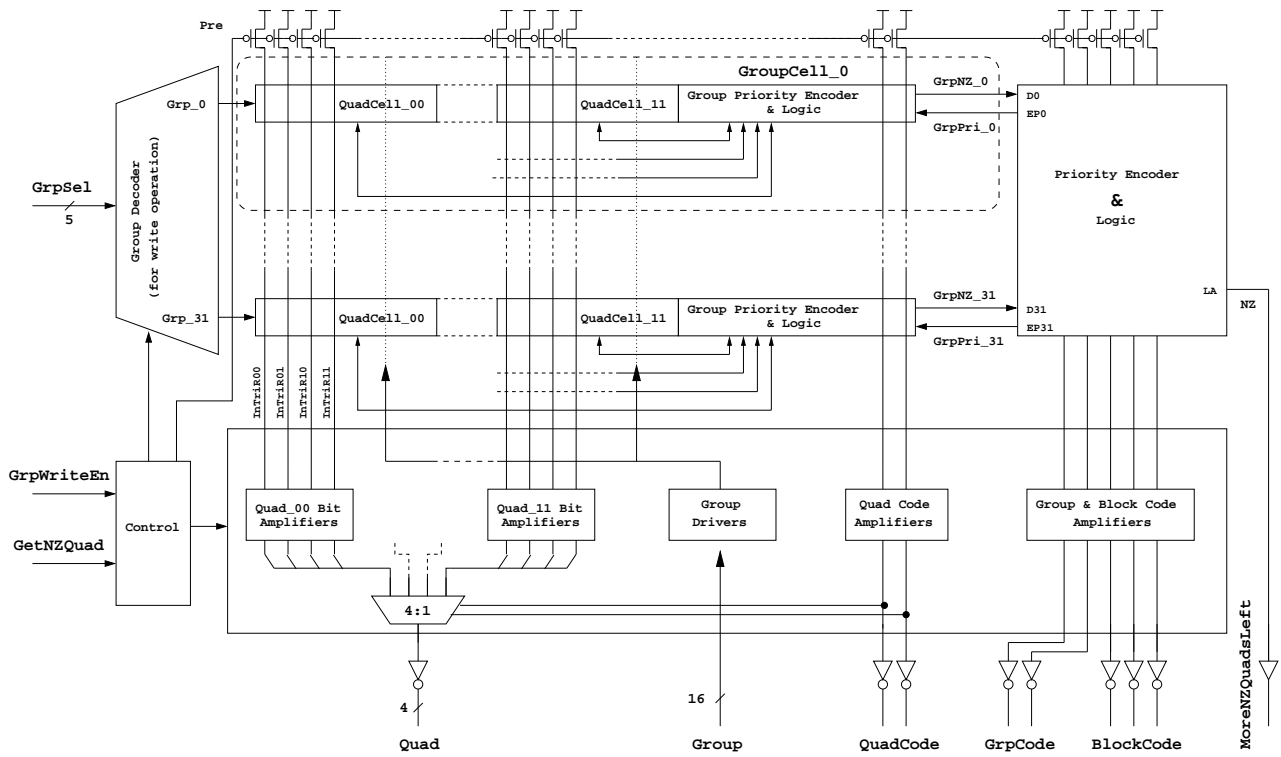 Pre
GroupCell_0
Grp_0
QuadCell_00
QuadCell_11
Group Priority Encoder
& Logic
GrpNZ_0
D0
EP0
GrpPri_0
GrpSel
5
Group Decoder
(for write operation)
Priority Encoder
&
Logic
LA
NZ
Grp_31
QuadCell_00
QuadCell_11
Group Priority Encoder
& Logic
GrpNZ_31
D31
EP31
GrpPri_31
InTriR00
InTriR01
InTriR10
InTriR11
GrpWriteEn
Control
GetNZQuad
Quad_00 Bit
Amplifiers
Quad_11 Bit
Amplifiers
Group
Drivers
Quad Code
Amplifiers
Group & Block Code
Amplifiers
4:1
4
16
MoreNZQuadsLeft
Quad
Group
QuadCode
GrpCode
BlockCode